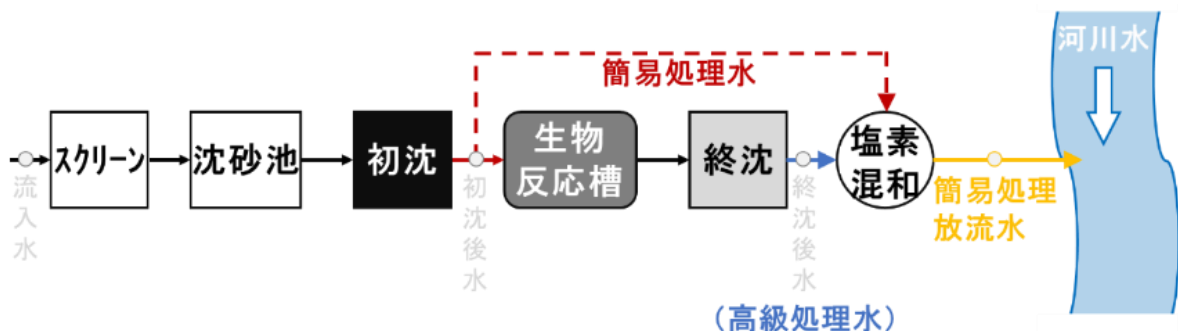 河川水
簡易処理水
スクリーン
沈砂池
初沈
生物
反応槽
終沈
塩素
混和
流入水
初沈後水
終沈後水
簡易処理
放流水
(高級処理水)